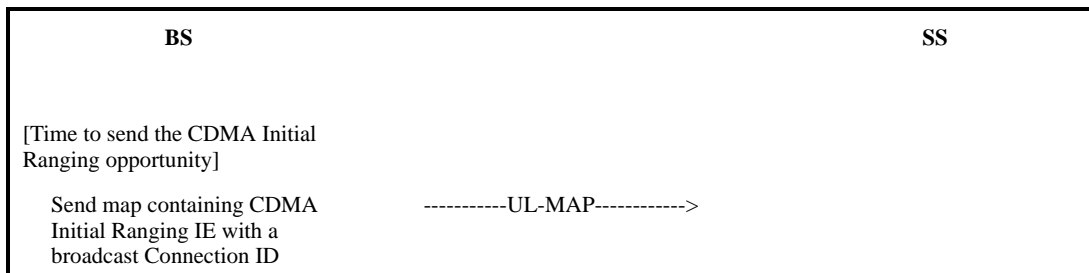 BS SS
[Time to send the CDMA Initial
Ranging opportunity]
Send map containing CDMA -----------UL-MAP------------>
Initial Ranging IE with a
broadcast Connection ID